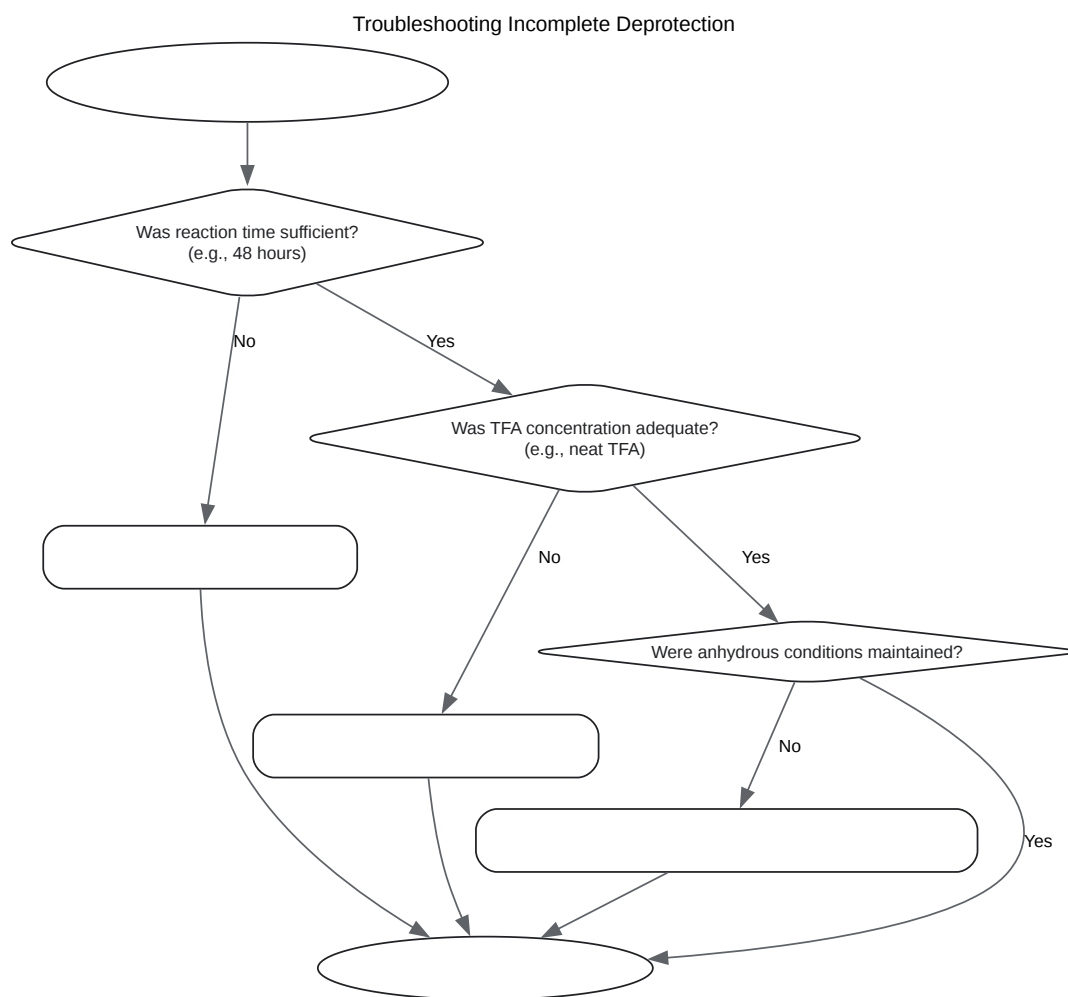 Troubleshooting Incomplete Deprotection
Was reaction time sufficient?
(e.g., 48 hours)
No
Yes
Was TFA concentration adequate?
(e.g., neat TFA)
No
Yes
Were anhydrous conditions maintained?
No
Yes